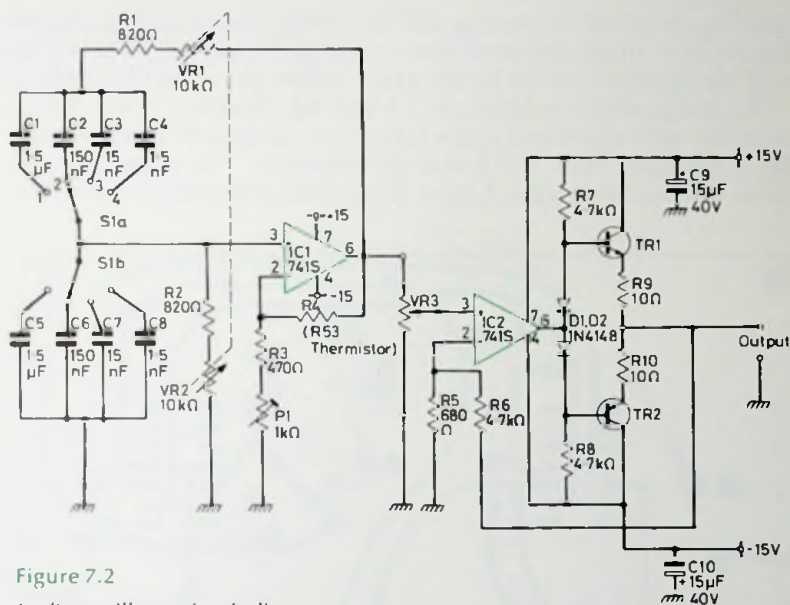 R1
820Ω
VR1
10kΩ
C1
1·5
µF
C2
150
nF
C3
15
nF
C4
1·5
nF
1
2
3
4
S1a
S1b
C5
1·5
µF
C6
150
nF
C7
15
nF
C8
1·5
nF
R2
820Ω
VR2
10kΩ
3
2
IC1
741S
+15
7
6
4
-15
R4
(R53
Thermistor)
R3
470Ω
P1
1kΩ
VR3
3
2
IC2
741S
7
6
4
R5
680
Ω
R6
4·7kΩ
R7
4·7kΩ
D1,D2
1N4148
R8
4·7kΩ
TR1
R9
10Ω
R10
10Ω
TR2
C9
15µF
40V
+15V
Output
-15V
C10
+15µF
40V
Figure 7.2